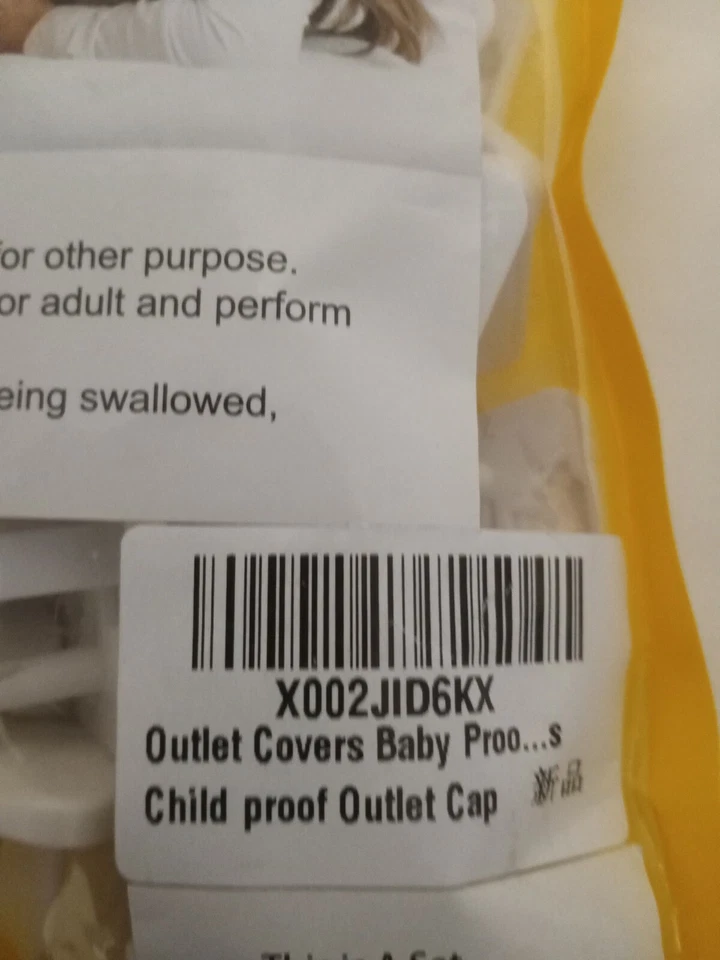 for other purpose.
or adult and perform
eing swallowed,
X002JID6KX
Outlet Covers Baby Proo...s
Child proof Outlet Cap
新品